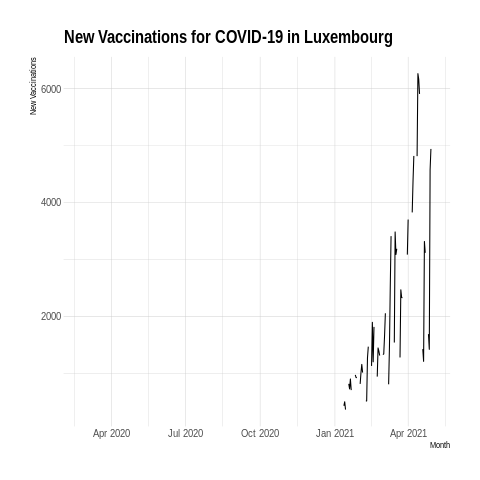 New Vaccinations for COVID-19 in Luxembourg
New Vaccinations
6000
4000
2000
Apr 2020 Jul 2020 Oct 2020 Jan 2021 Apr 2021
Month